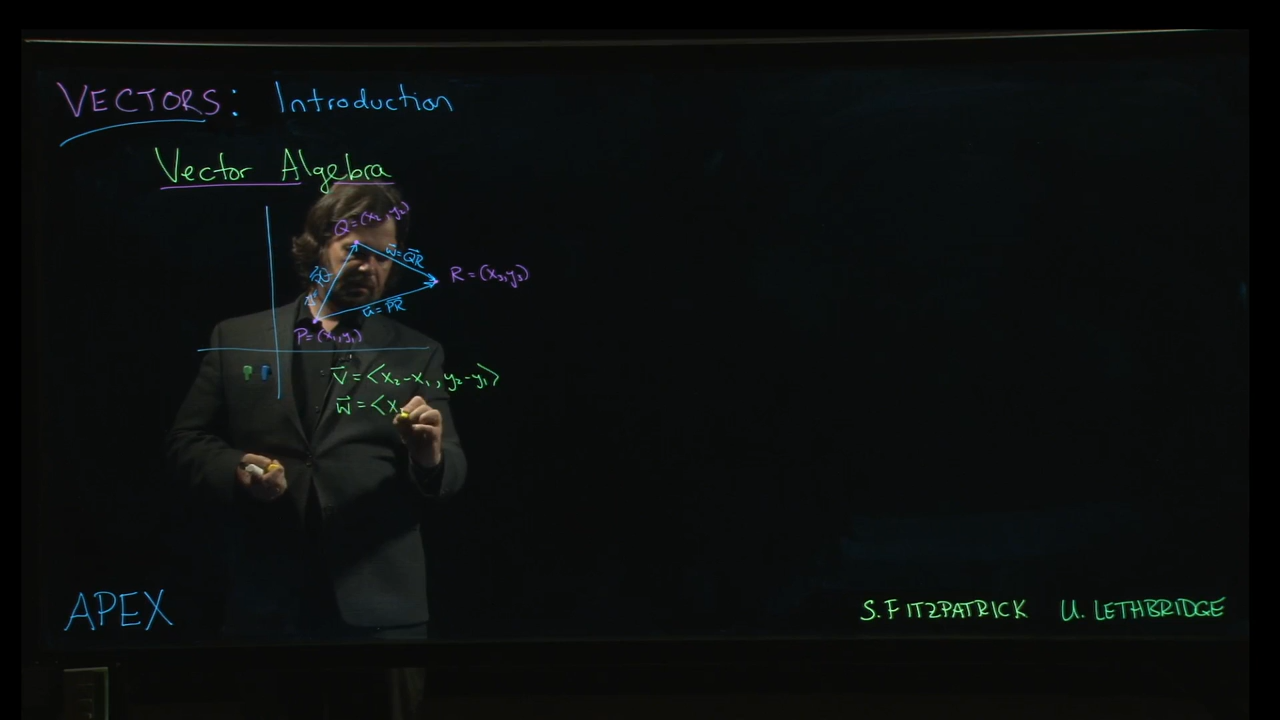 VECTORS: Introduction
Vector Algebra
Q=(x₂,y₂)
w⃗=QR⃗
R=(x₃,y₃)
u⃗=PR⃗
P=(x₁,y₁)
v⃗=⟨x₂-x₁,y₂-y₁⟩
w⃗=⟨x
APEX
S.FITZPATRICK U.LETHBRIDGE